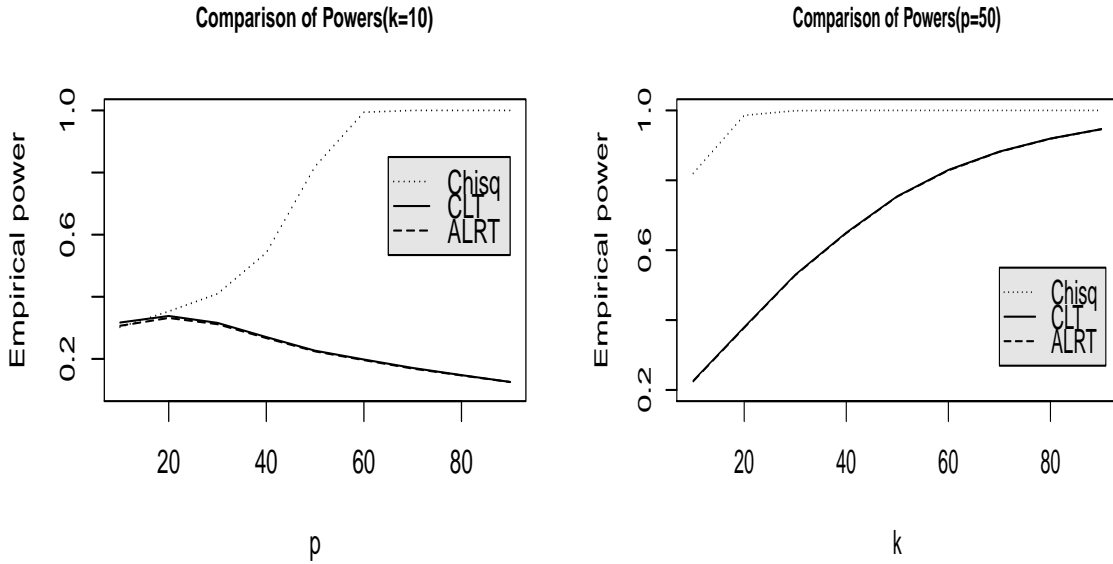 Comparison of Powers(k=10)
Empirical power
1.0
0.6
0.2
Chisq
CLT
ALRT
20 40 60 80
p
Comparison of Powers(p=50)
Empirical power
1.0
0.6
0.2
Chisq
CLT
ALRT
20 40 60 80
k